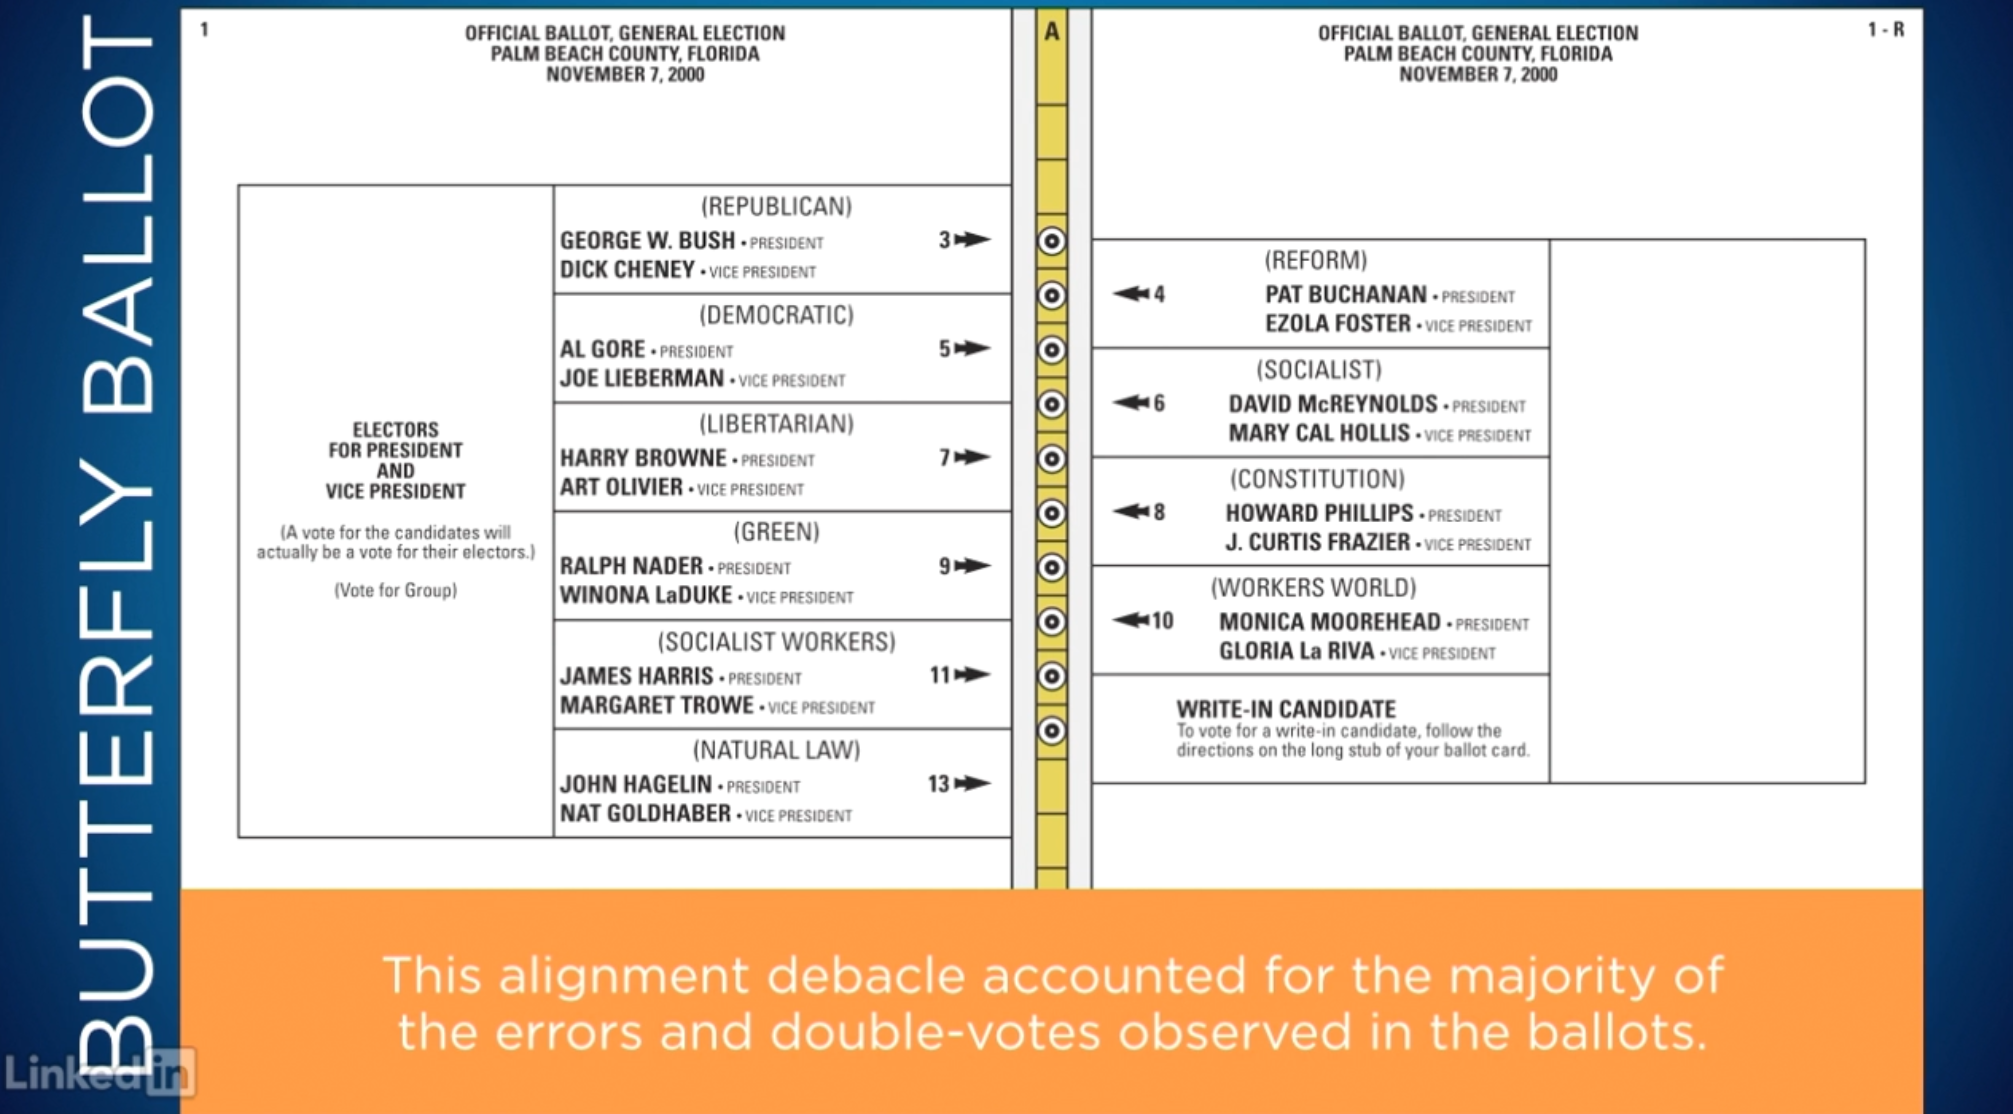 BUTTERFLY BALLOT
1
OFFICIAL BALLOT, GENERAL ELECTION
PALM BEACH COUNTY, FLORIDA
NOVEMBER 7, 2000
ELECTORS
FOR PRESIDENT
AND
VICE PRESIDENT
(A vote for the candidates will
actually be a vote for their electors.)
(Vote for Group)
(REPUBLICAN)
GEORGE W. BUSH • PRESIDENT 3
DICK CHENEY • VICE PRESIDENT
(DEMOCRATIC)
AL GORE • PRESIDENT 5
JOE LIEBERMAN • VICE PRESIDENT
(LIBERTARIAN)
HARRY BROWNE • PRESIDENT 7
ART OLIVIER • VICE PRESIDENT
(GREEN)
RALPH NADER • PRESIDENT 9
WINONA LaDUKE • VICE PRESIDENT
(SOCIALIST WORKERS)
JAMES HARRIS • PRESIDENT 11
MARGARET TROWE • VICE PRESIDENT
(NATURAL LAW)
JOHN HAGELIN • PRESIDENT 13
NAT GOLDHABER • VICE PRESIDENT
A
OFFICIAL BALLOT, GENERAL ELECTION
PALM BEACH COUNTY, FLORIDA
NOVEMBER 7, 2000
1 - R
(REFORM)
4 PAT BUCHANAN • PRESIDENT
EZOLA FOSTER • VICE PRESIDENT
(SOCIALIST)
6 DAVID McREYNOLDS • PRESIDENT
MARY CAL HOLLIS • VICE PRESIDENT
(CONSTITUTION)
8 HOWARD PHILLIPS • PRESIDENT
J. CURTIS FRAZIER • VICE PRESIDENT
(WORKERS WORLD)
10 MONICA MOOREHEAD • PRESIDENT
GLORIA La RIVA • VICE PRESIDENT
WRITE-IN CANDIDATE
To vote for a write-in candidate, follow the
directions on the long stub of your ballot card.
This alignment debacle accounted for the majority of
the errors and double-votes observed in the ballots.
Linkedin